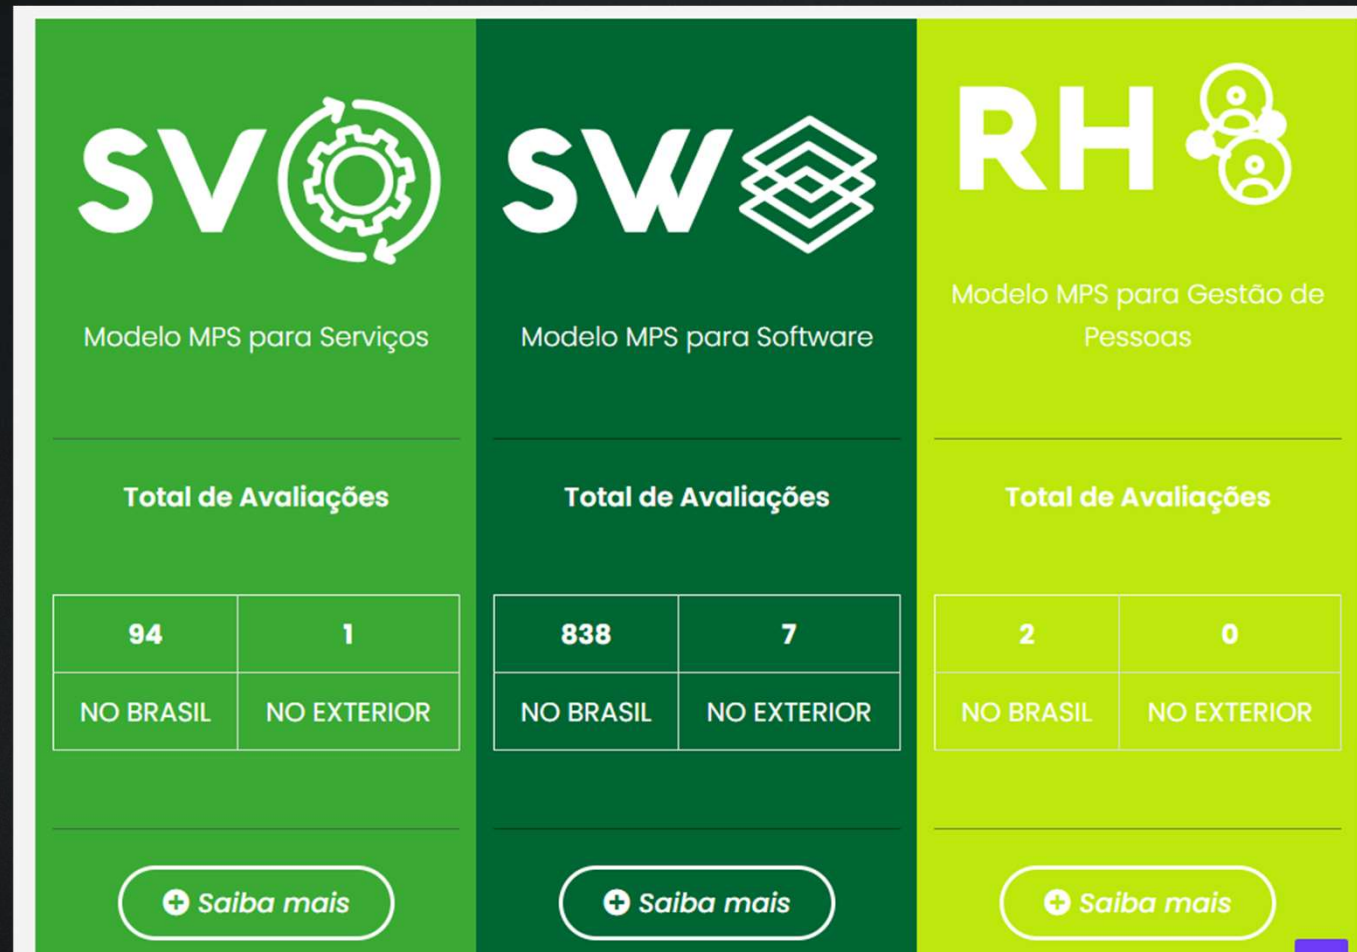 SV
Modelo MPS para Serviços
Total de Avaliações
94 1
NO BRASIL NO EXTERIOR
Saiba mais
SW
Modelo MPS para Software
Total de Avaliações
838 7
NO BRASIL NO EXTERIOR
Saiba mais
RH
Modelo MPS para Gestão de
Pessoas
Total de Avaliações
2 0
NO BRASIL NO EXTERIOR
Saiba mais